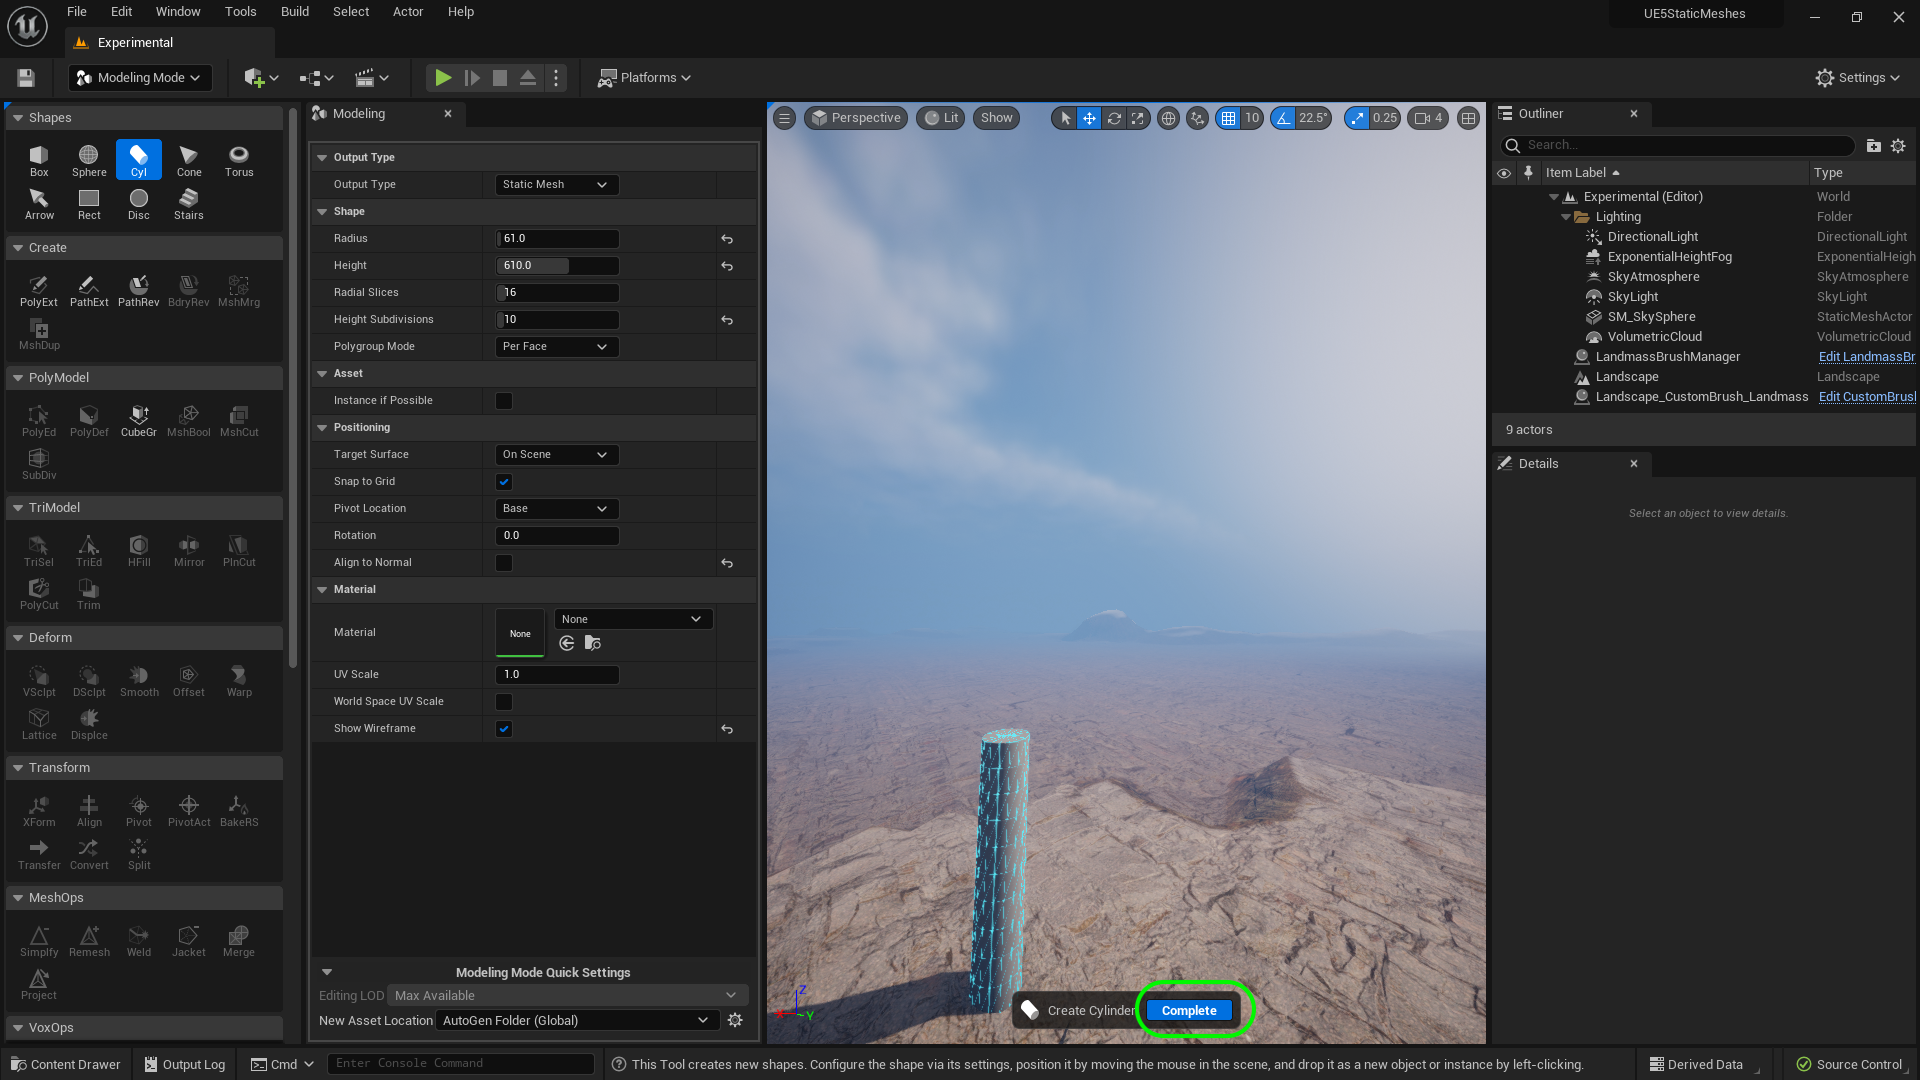 File Edit Window Tools Build Select Actor Help
UE5StaticMeshes
Experimental
Modeling Mode
Platforms
Settings
Shapes
Box Sphere Cyl Cone Torus
Arrow Rect Disc Stairs
Create
PolyExt PathExt PathRev BdryRev MshMrg
MshDup
PolyModel
PolyEd PolyDef CubeGr MshBool MshCut
SubDiv
TriModel
TriSel TriEd HFill Mirror PlnCut
PolyCut Trim
Deform
VSclpt DSclpt Smooth Offset Warp
Lattice Displce
Transform
XForm Align Pivot PivotAct BakeRS
Transfer Convert Split
MeshOps
Simplfy Remesh Weld Jacket Merge
Project
VoxOps
Modeling
Output Type
Output Type Static Mesh
Shape
Radius 61.0
Height 610.0
Radial Slices 16
Height Subdivisions 10
Polygroup Mode Per Face
Asset
Instance if Possible
Positioning
Target Surface On Scene
Snap to Grid
Pivot Location Base
Rotation 0.0
Align to Normal
Material
Material None None
UV Scale 1.0
World Space UV Scale
Show Wireframe
Modeling Mode Quick Settings
Editing LOD Max Available
New Asset Location AutoGen Folder (Global)
Perspective Lit Show 10 22.5° 0.25 4
Z
X Y
Create Cylinder Complete
Outliner
Search...
Item Label Type
Experimental (Editor) World
Lighting Folder
DirectionalLight DirectionalLight
ExponentialHeightFog ExponentialHeigh
SkyAtmosphere SkyAtmosphere
SkyLight SkyLight
SM_SkySphere StaticMeshActor
VolumetricCloud VolumetricCloud
LandmassBrushManager Edit LandmassBr
Landscape Landscape
Landscape_CustomBrush_Landmass Edit CustomBrush
9 actors
Details
Select an object to view details.
Content Drawer Output Log Cmd Enter Console Command This Tool creates new shapes. Configure the shape via its settings, position it by moving the mouse in the scene, and drop it as a new object or instance by left-clicking. Derived Data Source Control